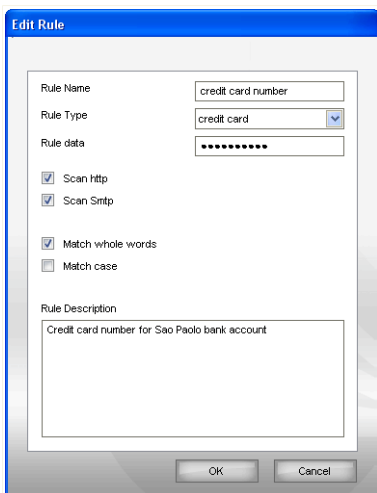 Edit Rule
Rule Name credit card number
Rule Type credit card
Rule data ••••••••••
Scan http
Scan Smtp
Match whole words
Match case
Rule Description
Credit card number for Sao Paolo bank account
OK Cancel